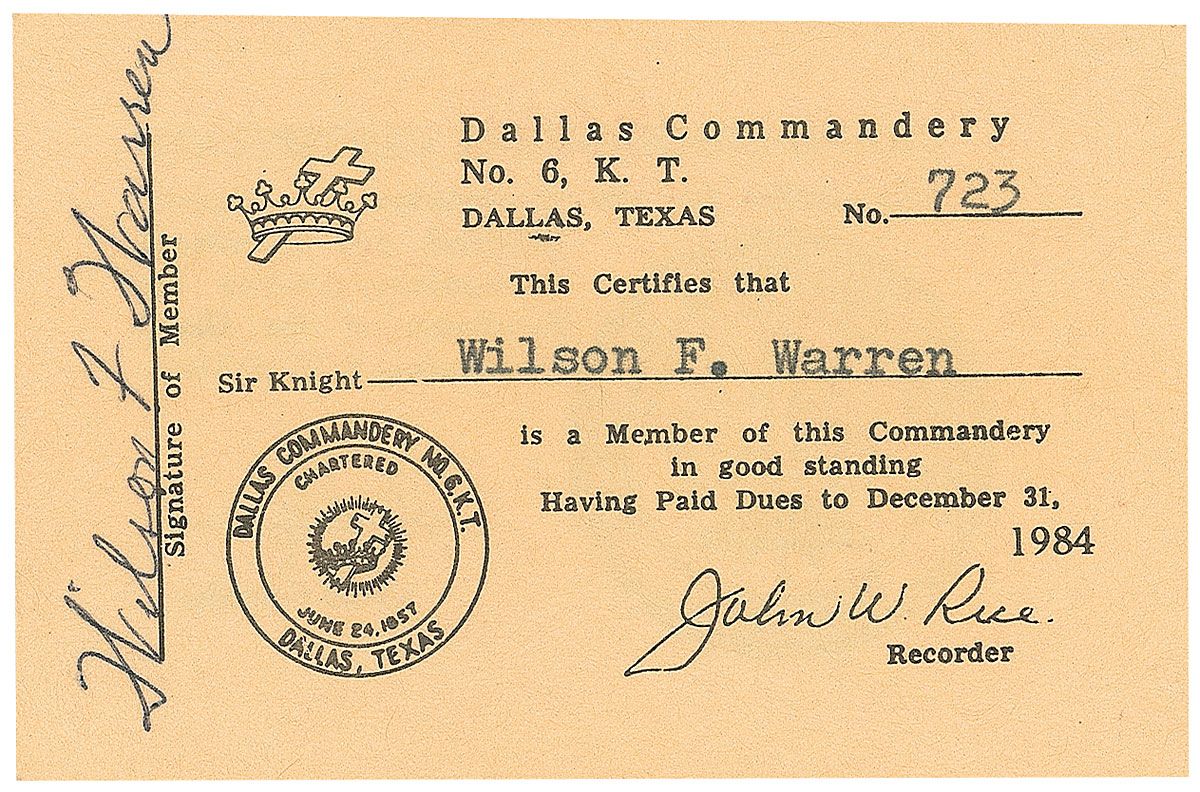 Dallas Commandery
No. 6, K. T.
DALLAS, TEXAS
No. 723
This Certifies that
Sir Knight Wilson F. Warren
is a Member of this Commandery
in good standing
Having Paid Dues to December 31,
1984
John W. Rice.
Recorder
DALLAS COMMANDERY NO. 6, K.T.
CHARTERED
JUNE 24, 1857
DALLAS, TEXAS
Wilson F Warren
Signature of Member